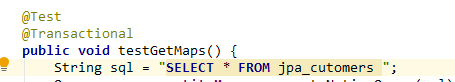 @Test
@Transactional
public void testGetMaps() {
String sql = "SELECT * FROM jpa_cutomers ";